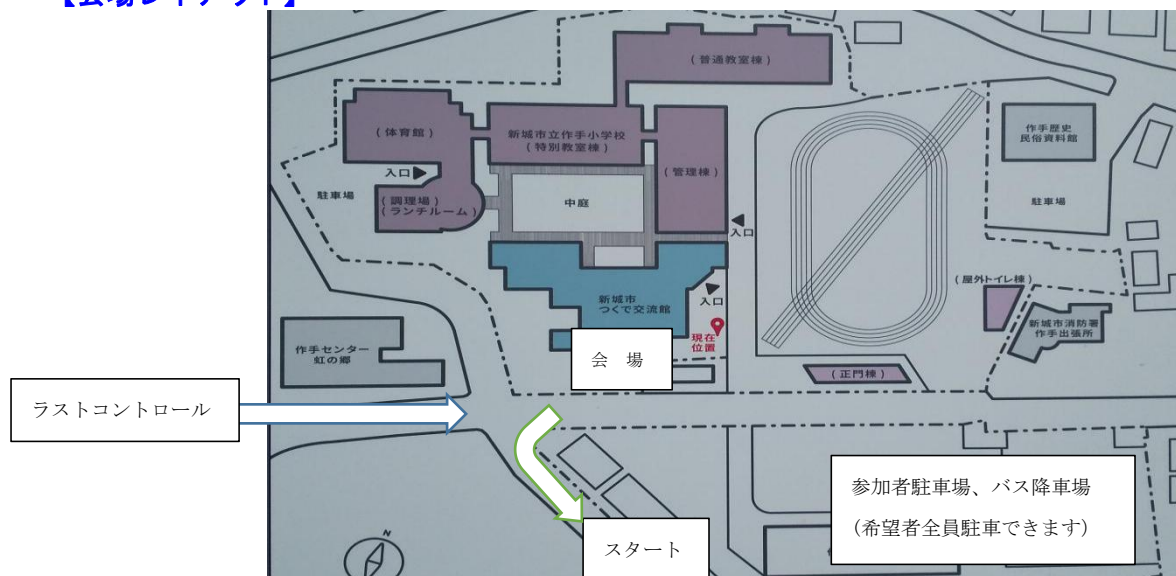 【会場レイアウト】
(普通教室棟)
(体育館)
新城市立作手小学校
(特別教室棟)
作手歴史
民俗資料館
入口
(管理棟)
駐車場
(調理場)
(ランチルーム)
中庭
駐車場
入口
(屋外トイレ棟)
新城市
つくで交流館
入口
新城市消防署
作手出張所
現在
位置
作手センター
虹の郷
会 場
(正門棟)
ラストコントロール
参加者駐車場、バス降車場
(希望者全員駐車できます)
スタート
N